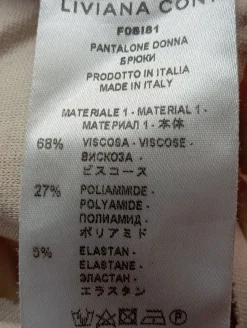 LIVIANA CONT
F08I81
PANTALONE DONNA
БРЮКИ
PRODOTTO IN ITALIA
MADE IN ITALY
MATERIALE 1 - MATERIAL 1 -
МАТЕРИАЛ 1 - 本体
68% VISCOSA - VISCOSE -
ВИСКОЗА -
ビスコース
27% POLIAMMIDE -
POLYAMIDE -
ПОЛИАМИД -
ポリアミド
5% ELASTAN -
ELASTANE -
ЭЛАСТАН -
エラスタン